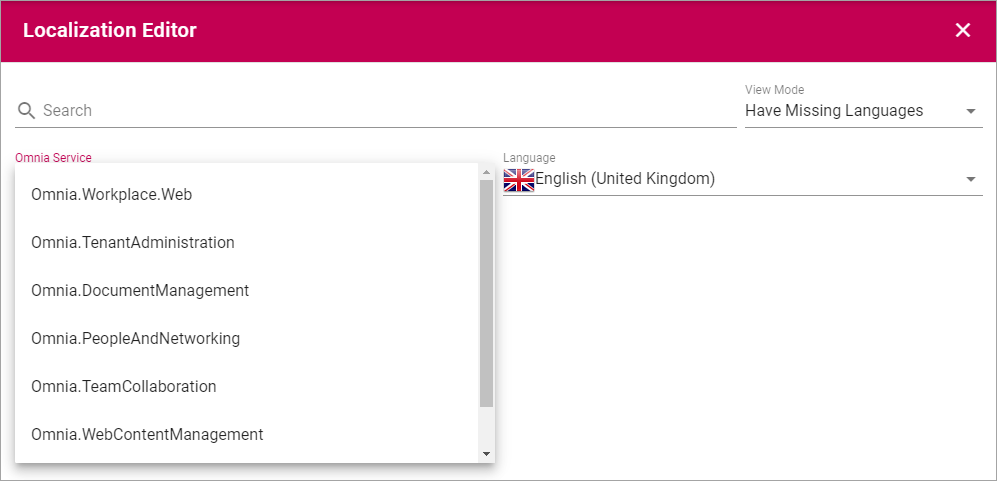 Localization Editor
Search
View Mode
Have Missing Languages
Omnia Service
Omnia.Workplace.Web
Omnia.TenantAdministration
Omnia.DocumentManagement
Omnia.PeopleAndNetworking
Omnia.TeamCollaboration
Omnia.WebContentManagement
Language
English (United Kingdom)